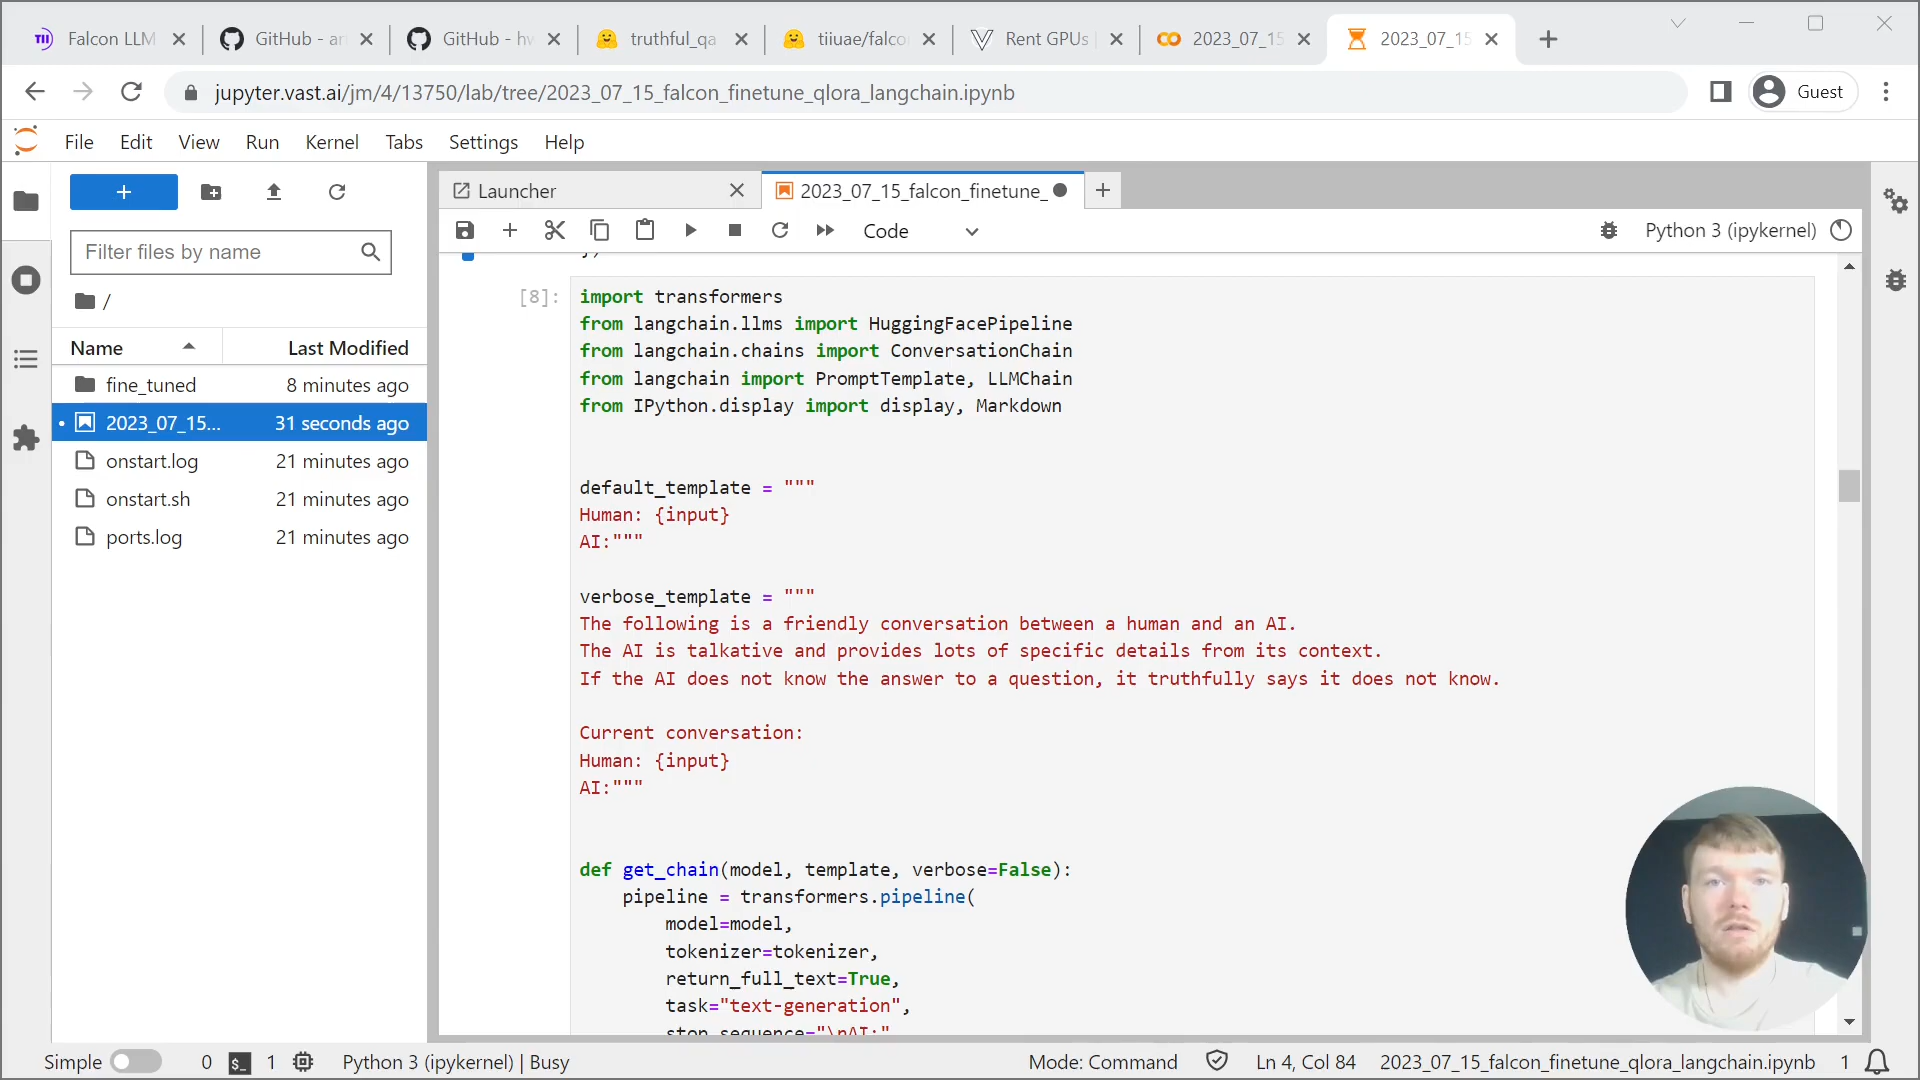 TII Falcon LLM
GitHub - ar
GitHub - hw
truthful_qa
tiiuae/falco
Rent GPUs |
CO 2023_07_15
2023_07_15
jupyter.vast.ai/jm/4/13750/lab/tree/2023_07_15_falcon_finetune_qlora_langchain.ipynb
Guest
File Edit View Run Kernel Tabs Settings Help
+
Launcher
2023_07_15_falcon_finetune_
Filter files by name
Code
Python 3 (ipykernel)
/
Name Last Modified
fine_tuned 8 minutes ago
2023_07_15... 31 seconds ago
onstart.log 21 minutes ago
onstart.sh 21 minutes ago
ports.log 21 minutes ago
[8]:
import transformers
from langchain.llms import HuggingFacePipeline
from langchain.chains import ConversationChain
from langchain import PromptTemplate, LLMChain
from IPython.display import display, Markdown
default_template = """
Human: {input}
AI:"""
verbose_template = """
The following is a friendly conversation between a human and an AI.
The AI is talkative and provides lots of specific details from its context.
If the AI does not know the answer to a question, it truthfully says it does not know.
Current conversation:
Human: {input}
AI:"""
def get_chain(model, template, verbose=False):
pipeline = transformers.pipeline(
model=model,
tokenizer=tokenizer,
return_full_text=True,
task="text-generation",
stop_sequence="\nAI:"
Simple 0 $_ 1 Python 3 (ipykernel) | Busy
Mode: Command Ln 4, Col 84 2023_07_15_falcon_finetune_qlora_langchain.ipynb 1